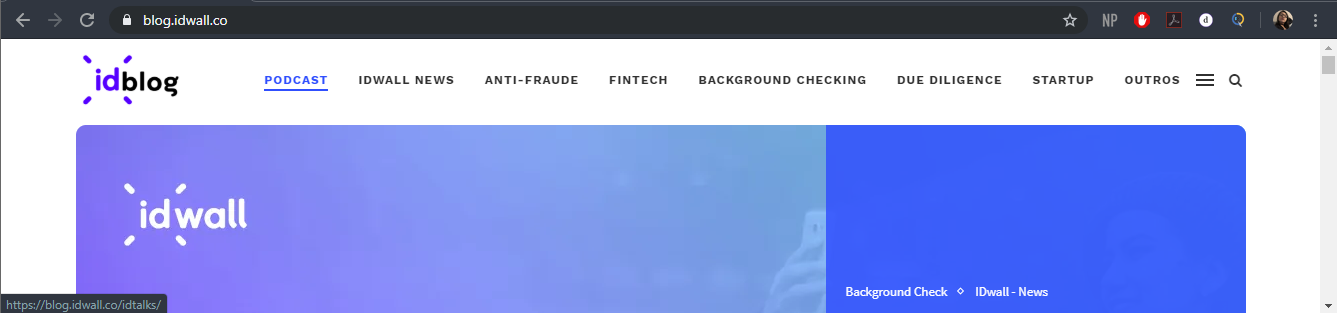 blog.idwall.co
NP
idblog
PODCAST IDWALL NEWS ANTI-FRAUDE FINTECH BACKGROUND CHECKING DUE DILIGENCE STARTUP OUTROS
idwall
Background Check ◇ IDwall - News
https://blog.idwall.co/idtalks/